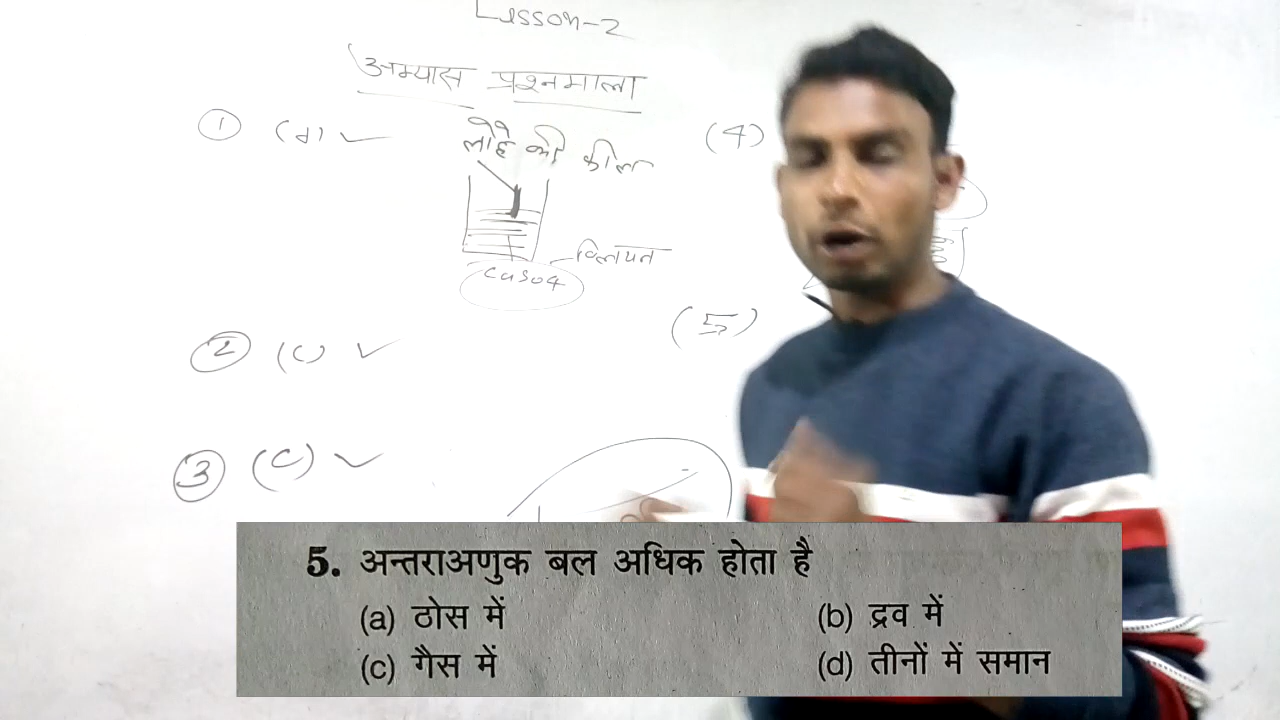 Lesson-2
अभ्यास प्रश्नमाला
① (d) ✓
लोहे की कील
(4)
विलयन
CuSO4
(5)
② (c) ✓
③ (c) ✓
5. अन्तराअणुक बल अधिक होता है
(a) ठोस में (b) द्रव में
(c) गैस में (d) तीनों में समान